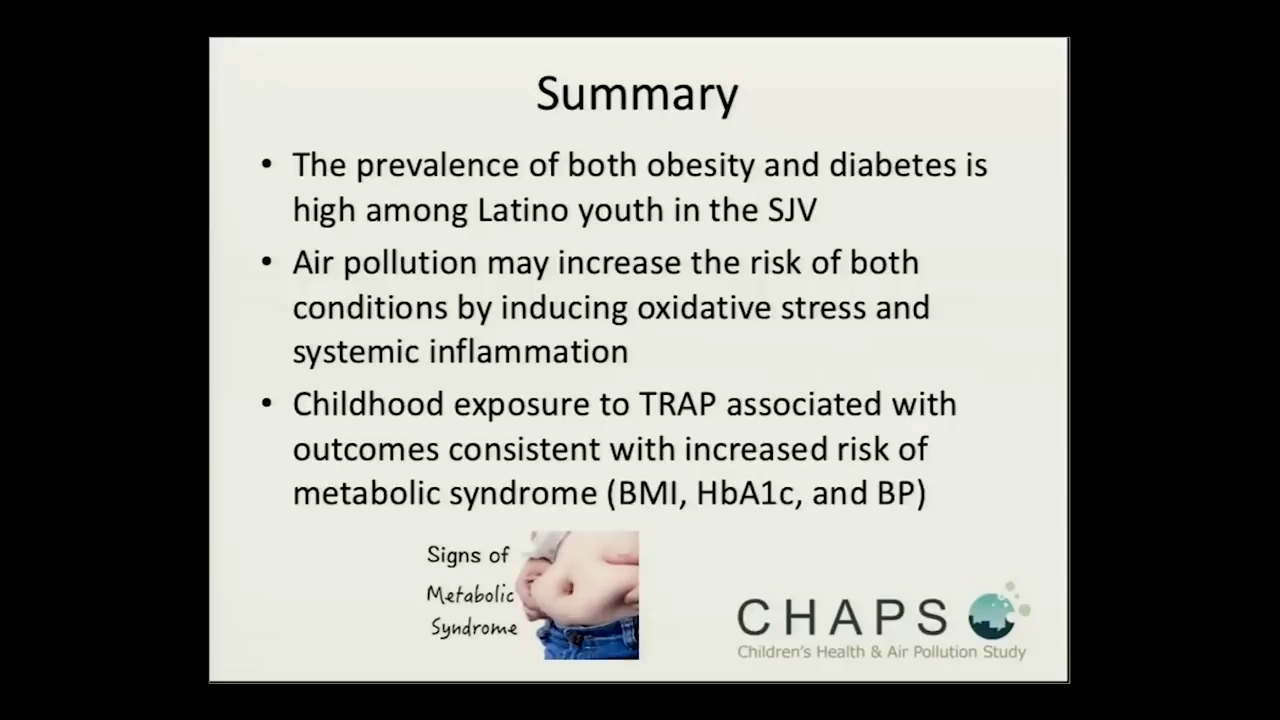 Summary
• The prevalence of both obesity and diabetes is
high among Latino youth in the SJV
• Air pollution may increase the risk of both
conditions by inducing oxidative stress and
systemic inflammation
• Childhood exposure to TRAP associated with
outcomes consistent with increased risk of
metabolic syndrome (BMI, HbA1c, and BP)
Signs of
Metabolic
Syndrome
CHAPS
Children's Health & Air Pollution Study